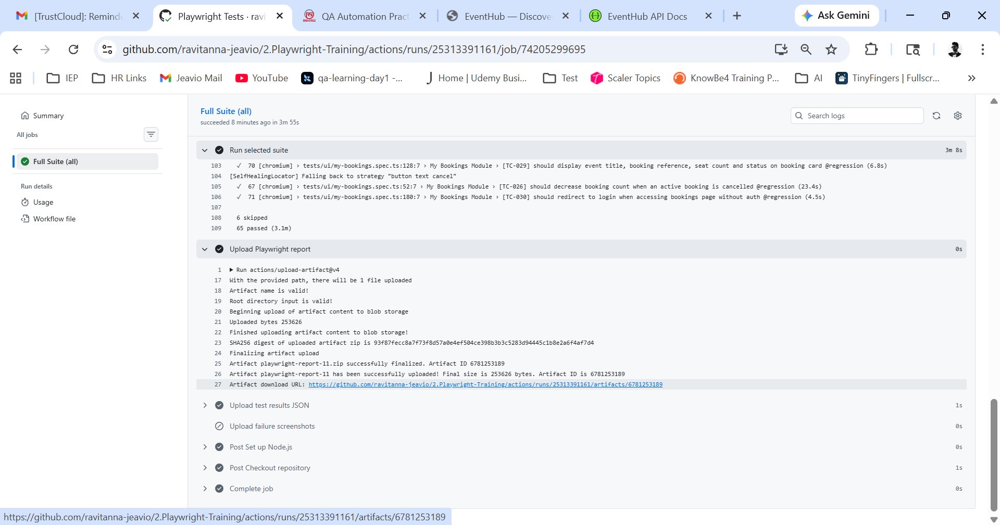 [TrustCloud]: Reminde
Playwright Tests · ravi
QA Automation Pract
EventHub — Discove
EventHub API Docs
Ask Gemini
github.com/ravitanna-jeavio/2.Playwright-Training/actions/runs/25313391161/job/74205299695
IEP
HR Links
Jeavio Mail
YouTube
qa-learning-day1 -...
Home | Udemy Busi...
Test
Scaler Topics
KnowBe4 Training P...
AI
TinyFingers | Fullscr...
Summary
All jobs
Full Suite (all)
Run details
Usage
Workflow file
Full Suite (all)
succeeded 8 minutes ago in 3m 55s
Search logs
Run selected suite 3m 8s
103 ✓ 70 [chromium] › tests/ui/my-bookings.spec.ts:128:7 › My Bookings Module › [TC-029] should display event title, booking reference, seat count and status on booking card @regression (6.8s)
104 [SelfHealingLocator] Falling back to strategy "button text cancel"
105 ✓ 67 [chromium] › tests/ui/my-bookings.spec.ts:52:7 › My Bookings Module › [TC-026] should decrease booking count when an active booking is cancelled @regression (23.4s)
106 ✓ 71 [chromium] › tests/ui/my-bookings.spec.ts:180:7 › My Bookings Module › [TC-030] should redirect to login when accessing bookings page without auth @regression (4.5s)
107
108 6 skipped
109 65 passed (3.1m)
Upload Playwright report 0s
1 ▶ Run actions/upload-artifact@v4
17 With the provided path, there will be 1 file uploaded
18 Artifact name is valid!
19 Root directory input is valid!
20 Beginning upload of artifact content to blob storage
21 Uploaded bytes 253626
22 Finished uploading artifact content to blob storage!
23 SHA256 digest of uploaded artifact zip is 93f87fecc8a7f73f8d57a0e4ef504ce398b3b3c5283d94445c1b8e2a6f4af7d4
24 Finalizing artifact upload
25 Artifact playwright-report-11.zip successfully finalized. Artifact ID 6781253189
26 Artifact playwright-report-11 has been successfully uploaded! Final size is 253626 bytes. Artifact ID is 6781253189
27 Artifact download URL: https://github.com/ravitanna-jeavio/2.Playwright-Training/actions/runs/25313391161/artifacts/6781253189
Upload test results JSON 1s
Upload failure screenshots 0s
Post Set up Node.js 0s
Post Checkout repository 1s
Complete job 0s
https://github.com/ravitanna-jeavio/2.Playwright-Training/actions/runs/25313391161/artifacts/6781253189